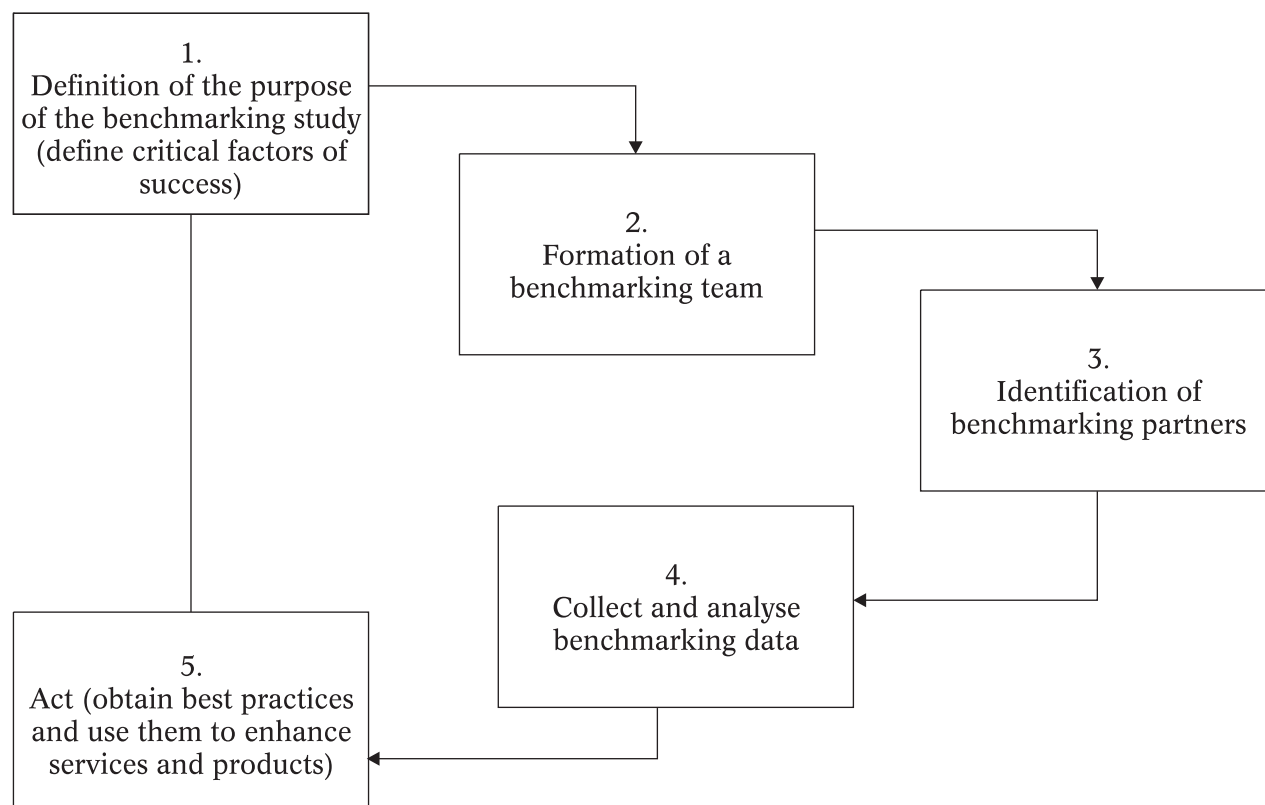 1.
Definition of the purpose
of the benchmarking study
(define critical factors of
success)
2.
Formation of a
benchmarking team
3.
Identification of
benchmarking partners
4.
Collect and analyse
benchmarking data
5.
Act (obtain best practices
and use them to enhance
services and products)